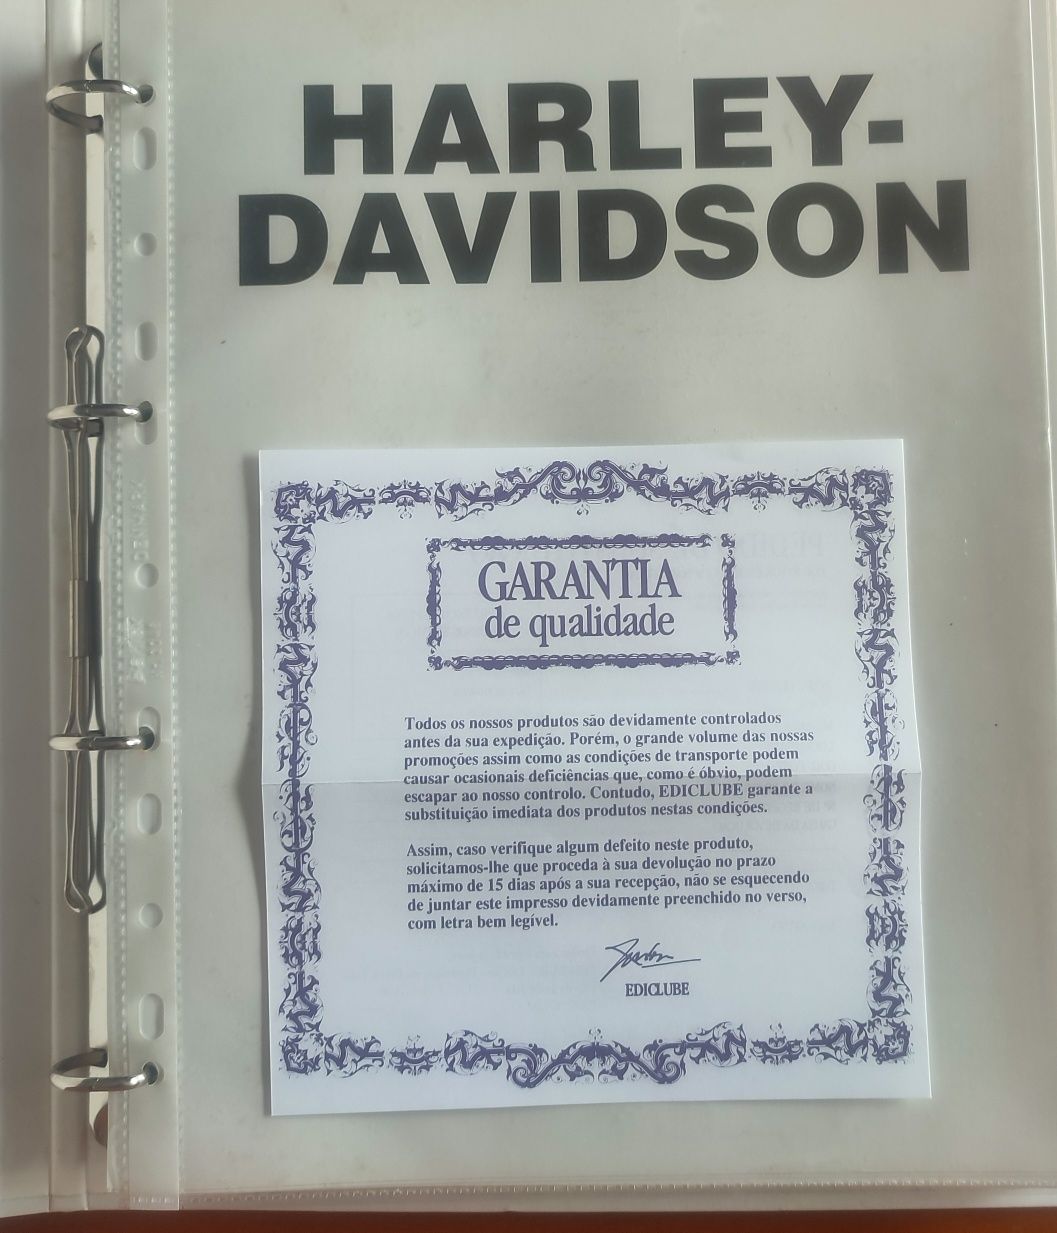 HARLEY-
DAVIDSON
GARANTIA
de qualidade
Todos os nossos produtos são devidamente controlados
antes da sua expedição. Porém, o grande volume das nossas
promoções assim como as condições de transporte podem
causar ocasionais deficiências que, como é óbvio, podem
escapar ao nosso controlo. Contudo, EDICLUBE garante a
substituição imediata dos produtos nestas condições.
Assim, caso verifique algum defeito neste produto,
solicitamos-lhe que proceda à sua devolução no prazo
máximo de 15 dias após a sua recepção, não se esquecendo
de juntar este impresso devidamente preenchido no verso,
com letra bem legível.
EDICLUBE